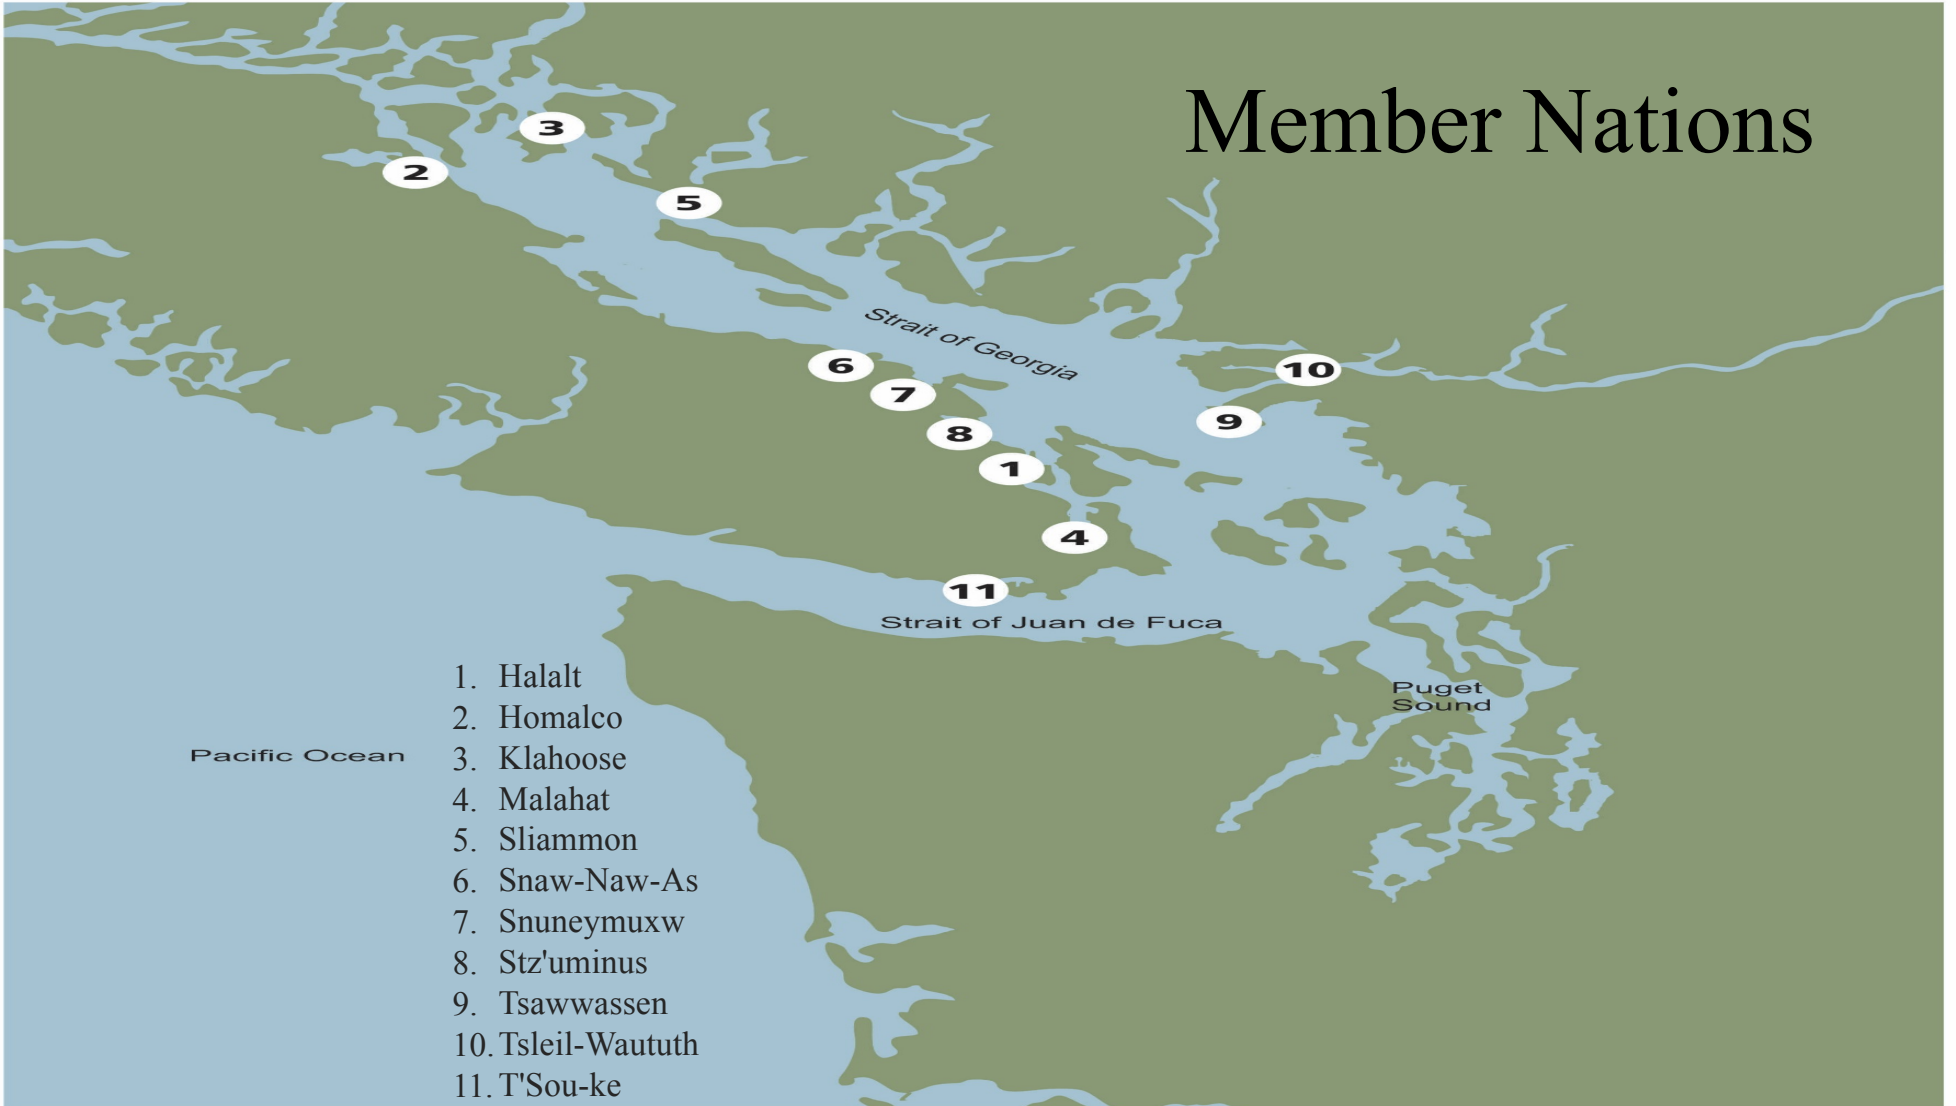 Member Nations
3
2
5
Strait of Georgia
6
10
7
9
8
1
4
11
Strait of Juan de Fuca
Puget
Sound
Pacific Ocean
1. Halalt
2. Homalco
3. Klahoose
4. Malahat
5. Sliammon
6. Snaw-Naw-As
7. Snuneymuxw
8. Stz'uminus
9. Tsawwassen
10. Tsleil-Waututh
11. T'Sou-ke